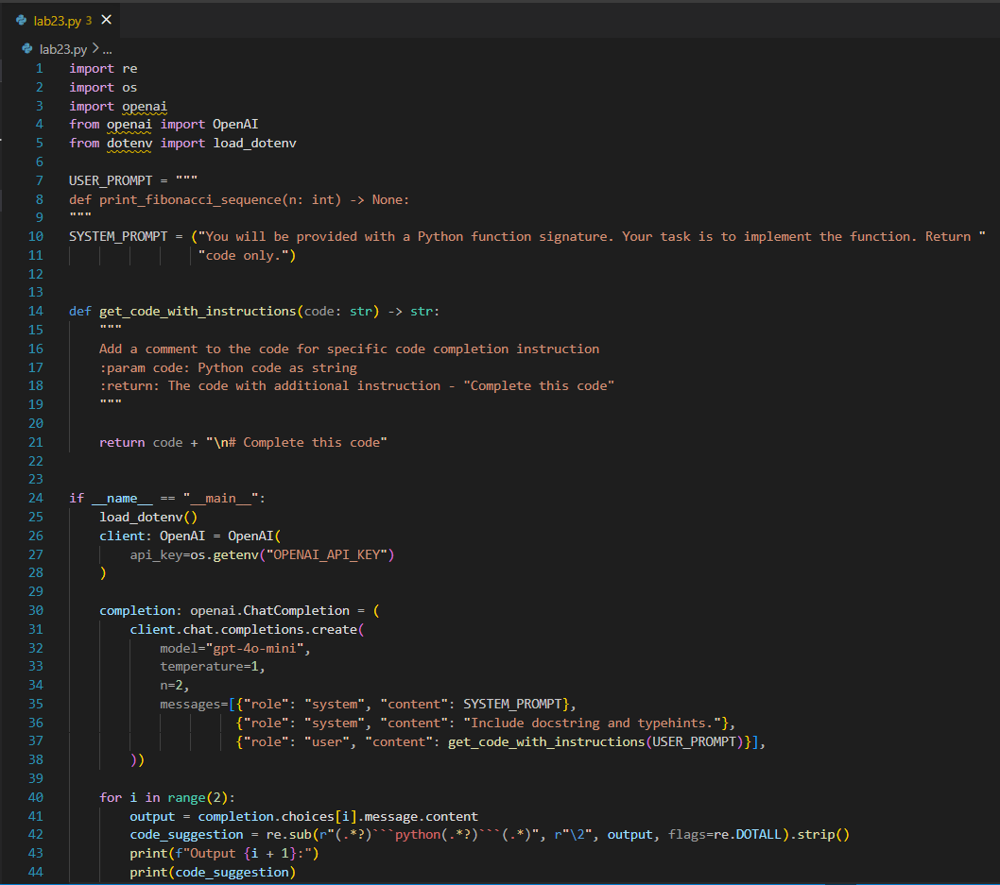 lab23.py 3 ×
lab23.py > ...
1 import re
2 import os
3 import openai
4 from openai import OpenAI
5 from dotenv import load_dotenv
6
7 USER_PROMPT = """
8 def print_fibonacci_sequence(n: int) -> None:
9 """
10 SYSTEM_PROMPT = ("You will be provided with a Python function signature. Your task is to implement the function. Return "
11                  "code only.")
12
13
14 def get_code_with_instructions(code: str) -> str:
15     """
16     Add a comment to the code for specific code completion instruction
17     :param code: Python code as string
18     :return: The code with additional instruction - "Complete this code"
19     """
20
21     return code + "\n# Complete this code"
22
23
24 if __name__ == "__main__":
25     load_dotenv()
26     client: OpenAI = OpenAI(
27         api_key=os.getenv("OPENAI_API_KEY")
28     )
29
30     completion: openai.ChatCompletion = (
31         client.chat.completions.create(
32             model="gpt-4o-mini",
33             temperature=1,
34             n=2,
35             messages=[{"role": "system", "content": SYSTEM_PROMPT},
36                       {"role": "system", "content": "Include docstring and typehints."},
37                       {"role": "user", "content": get_code_with_instructions(USER_PROMPT)}],
38         ))
39
40     for i in range(2):
41         output = completion.choices[i].message.content
42         code_suggestion = re.sub(r"(.*?)```python(.*?)```(.*)", r"\2", output, flags=re.DOTALL).strip()
43         print(f"Output {i + 1}:")
44         print(code_suggestion)